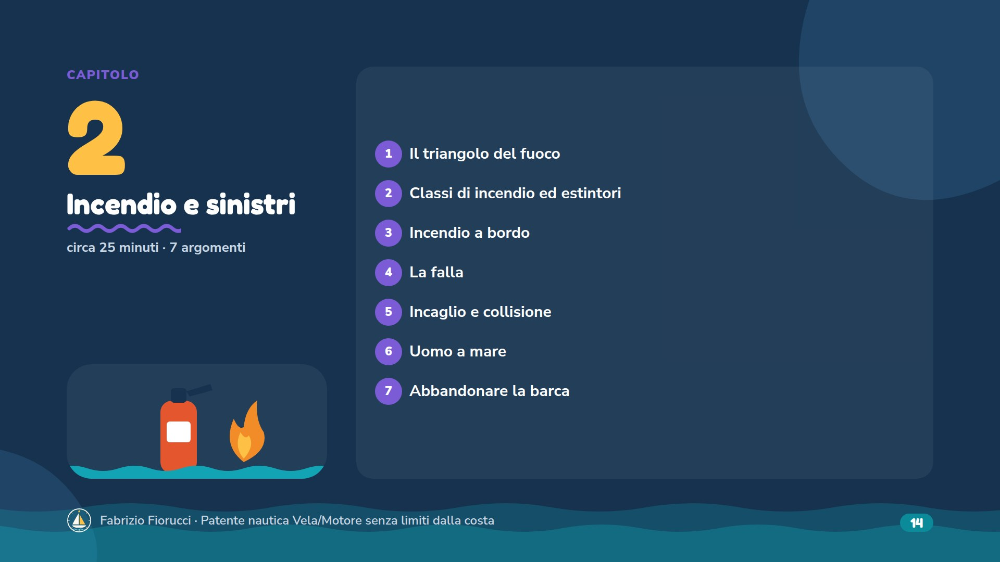 CAPITOLO
2
Incendio e sinistri
circa 25 minuti · 7 argomenti
1 Il triangolo del fuoco
2 Classi di incendio ed estintori
3 Incendio a bordo
4 La falla
5 Incaglio e collisione
6 Uomo a mare
7 Abbandonare la barca
Fabrizio Fiorucci · Patente nautica Vela/Motore senza limiti dalla costa
14